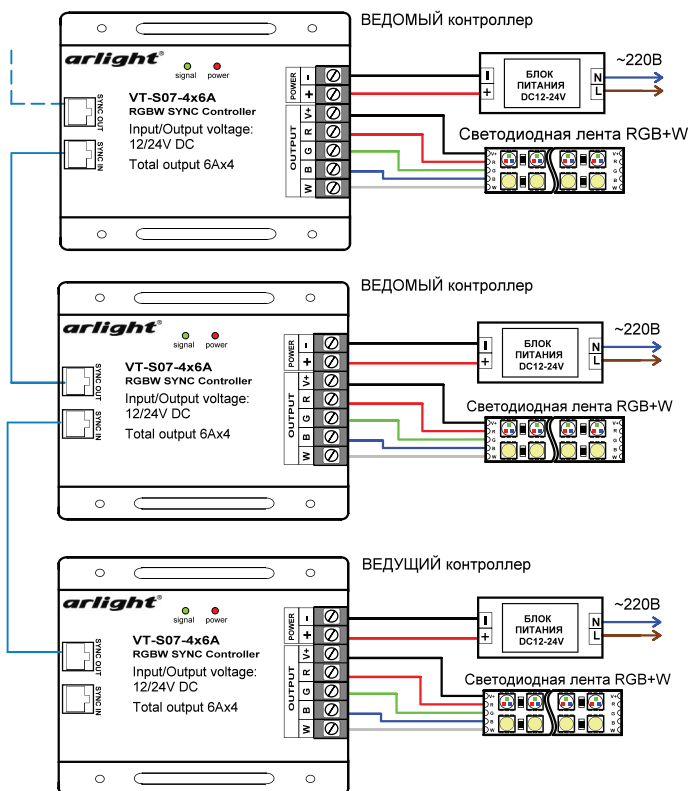 ВЕДОМЫЙ контроллер
arlight®
signal power
SYNC OUT
SYNC IN
VT-S07-4x6A
RGBW SYNC Controller
Input/Output voltage:
12/24V DC
Total output 6Ax4
POWER
-
+
OUTPUT
V+
R
G
B
W
БЛОК
ПИТАНИЯ
DC12-24V
-
+
N
L
~220В
Светодиодная лента RGB+W
V+
R
G
B
W
V+
R
G
B
W
ВЕДОМЫЙ контроллер
arlight®
signal power
SYNC OUT
SYNC IN
VT-S07-4x6A
RGBW SYNC Controller
Input/Output voltage:
12/24V DC
Total output 6Ax4
POWER
-
+
OUTPUT
V+
R
G
B
W
БЛОК
ПИТАНИЯ
DC12-24V
-
+
N
L
~220В
Светодиодная лента RGB+W
V+
R
G
B
W
V+
R
G
B
W
ВЕДУЩИЙ контроллер
arlight®
signal power
SYNC OUT
SYNC IN
VT-S07-4x6A
RGBW SYNC Controller
Input/Output voltage:
12/24V DC
Total output 6Ax4
POWER
-
+
OUTPUT
V+
R
G
B
W
БЛОК
ПИТАНИЯ
DC12-24V
-
+
N
L
~220В
Светодиодная лента RGB+W
V+
R
G
B
W
V+
R
G
B
W